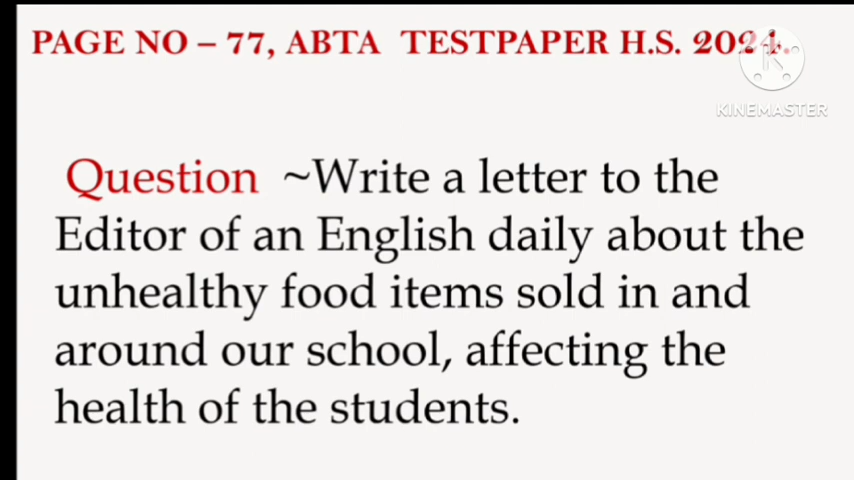 PAGE NO – 77, ABTA TESTPAPER H.S. 2024.
KINEMASTER
Question ~Write a letter to the
Editor of an English daily about the
unhealthy food items sold in and
around our school, affecting the
health of the students.